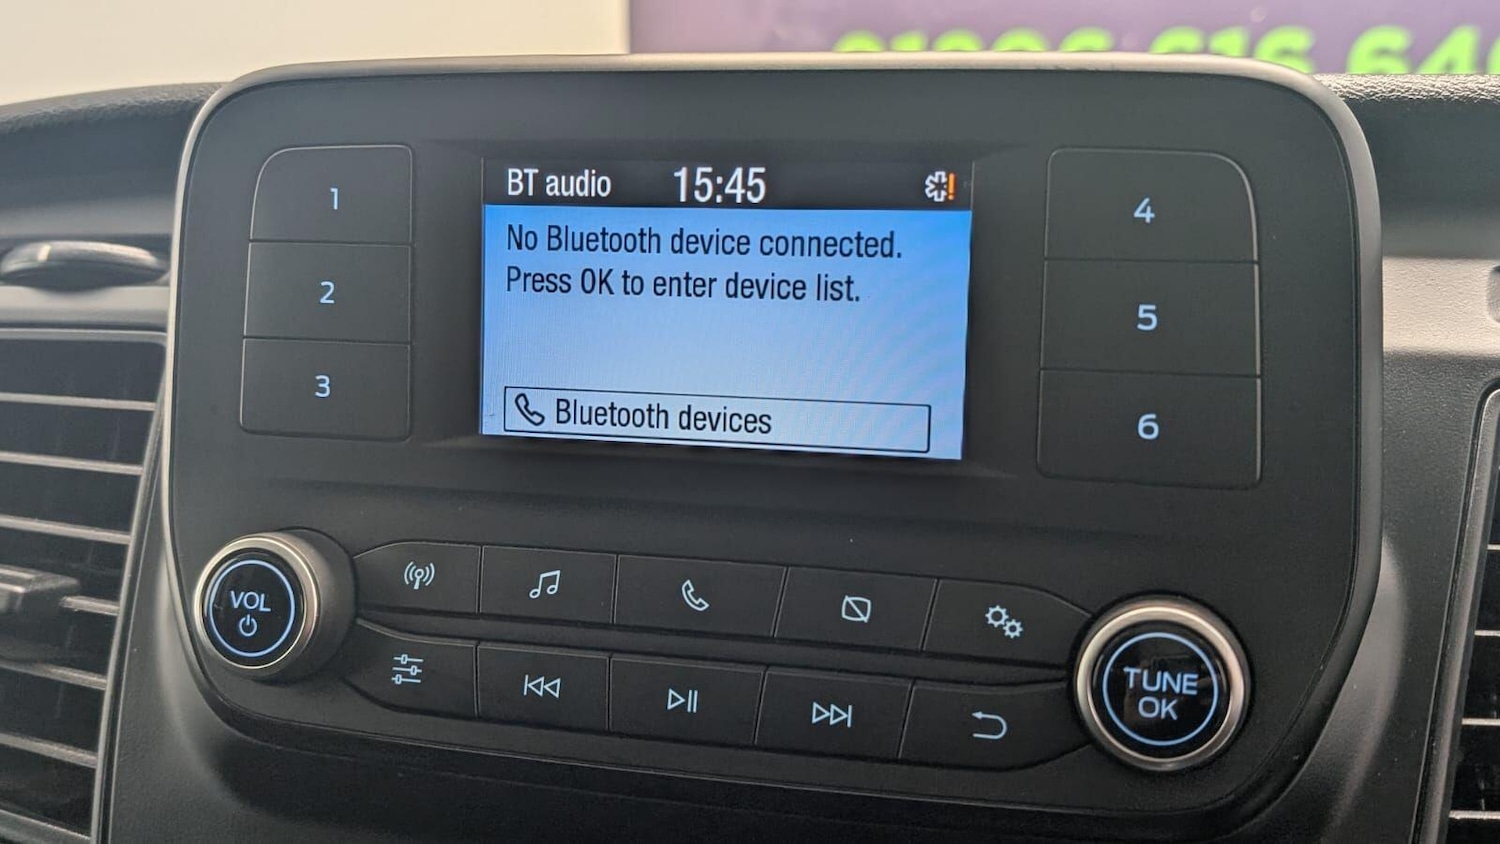 BT audio 15:45
No Bluetooth device connected.
Press OK to enter device list.
Bluetooth devices
1
2
3
4
5
6
VOL
TUNE
OK